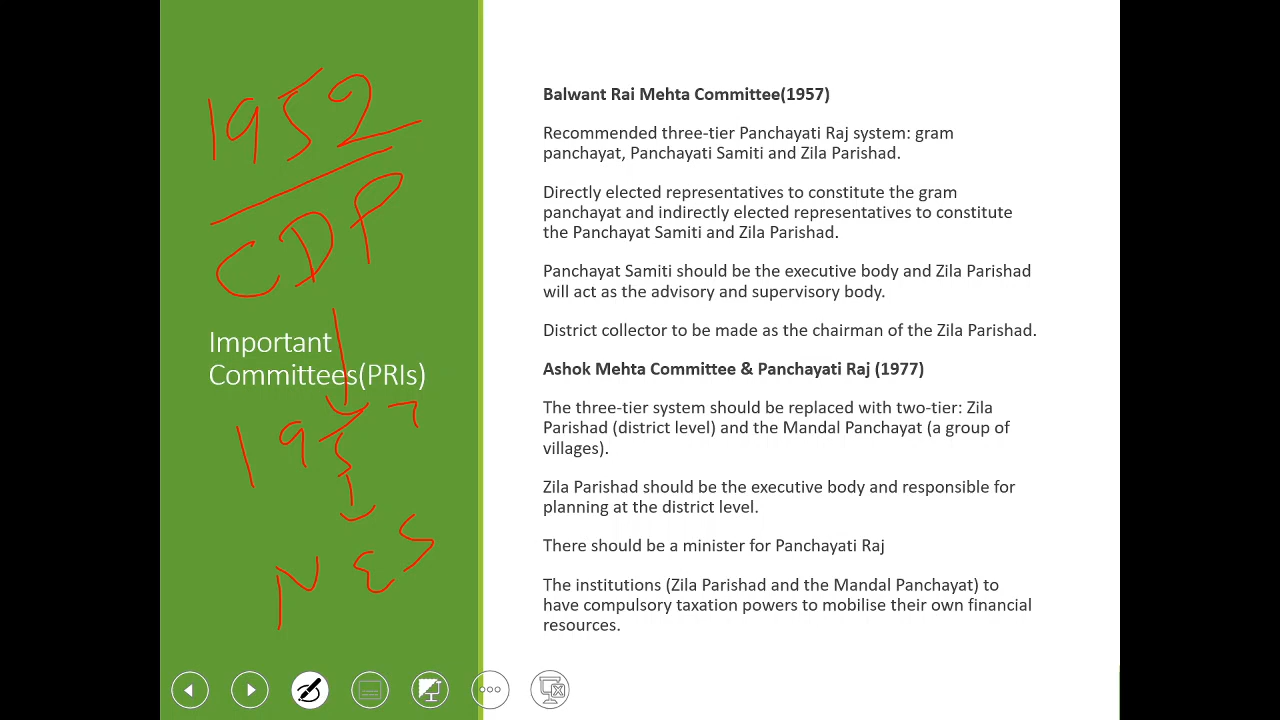 1952
CDP
Important
Committees(PRIs)
1957
NES
Balwant Rai Mehta Committee(1957)
Recommended three-tier Panchayati Raj system: gram
panchayat, Panchayati Samiti and Zila Parishad.
Directly elected representatives to constitute the gram
panchayat and indirectly elected representatives to constitute
the Panchayat Samiti and Zila Parishad.
Panchayat Samiti should be the executive body and Zila Parishad
will act as the advisory and supervisory body.
District collector to be made as the chairman of the Zila Parishad.
Ashok Mehta Committee & Panchayati Raj (1977)
The three-tier system should be replaced with two-tier: Zila
Parishad (district level) and the Mandal Panchayat (a group of
villages).
Zila Parishad should be the executive body and responsible for
planning at the district level.
There should be a minister for Panchayati Raj
The institutions (Zila Parishad and the Mandal Panchayat) to
have compulsory taxation powers to mobilise their own financial
resources.